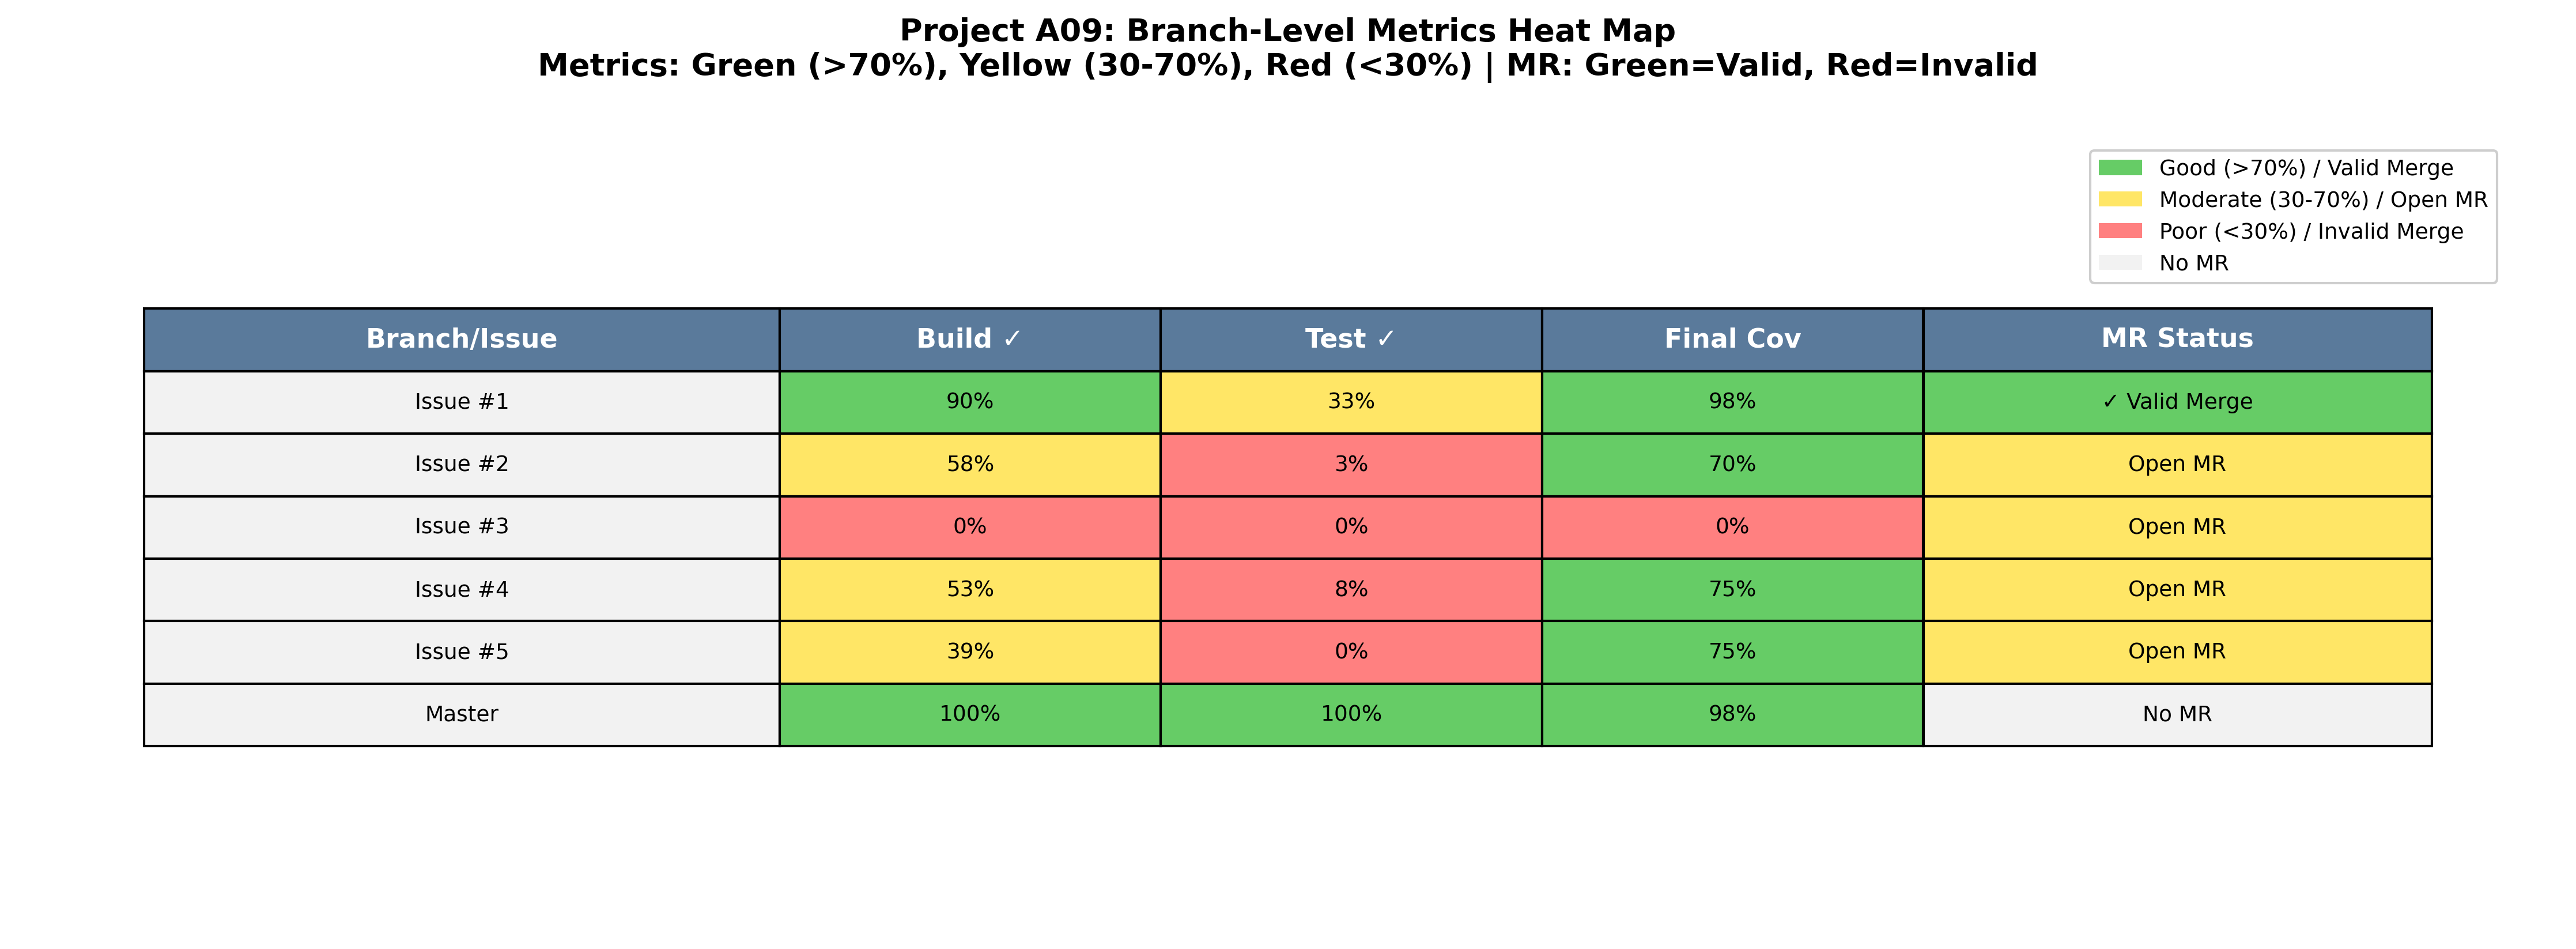 Project A09: Branch-Level Metrics Heat Map
Metrics: Green (>70%), Yellow (30-70%), Red (<30%) | MR: Green=Valid, Red=Invalid
Good (>70%) / Valid Merge
Moderate (30-70%) / Open MR
Poor (<30%) / Invalid Merge
No MR
Branch/Issue Build ✓ Test ✓ Final Cov MR Status
Issue #1 90% 33% 98% ✓ Valid Merge
Issue #2 58% 3% 70% Open MR
Issue #3 0% 0% 0% Open MR
Issue #4 53% 8% 75% Open MR
Issue #5 39% 0% 75% Open MR
Master 100% 100% 98% No MR